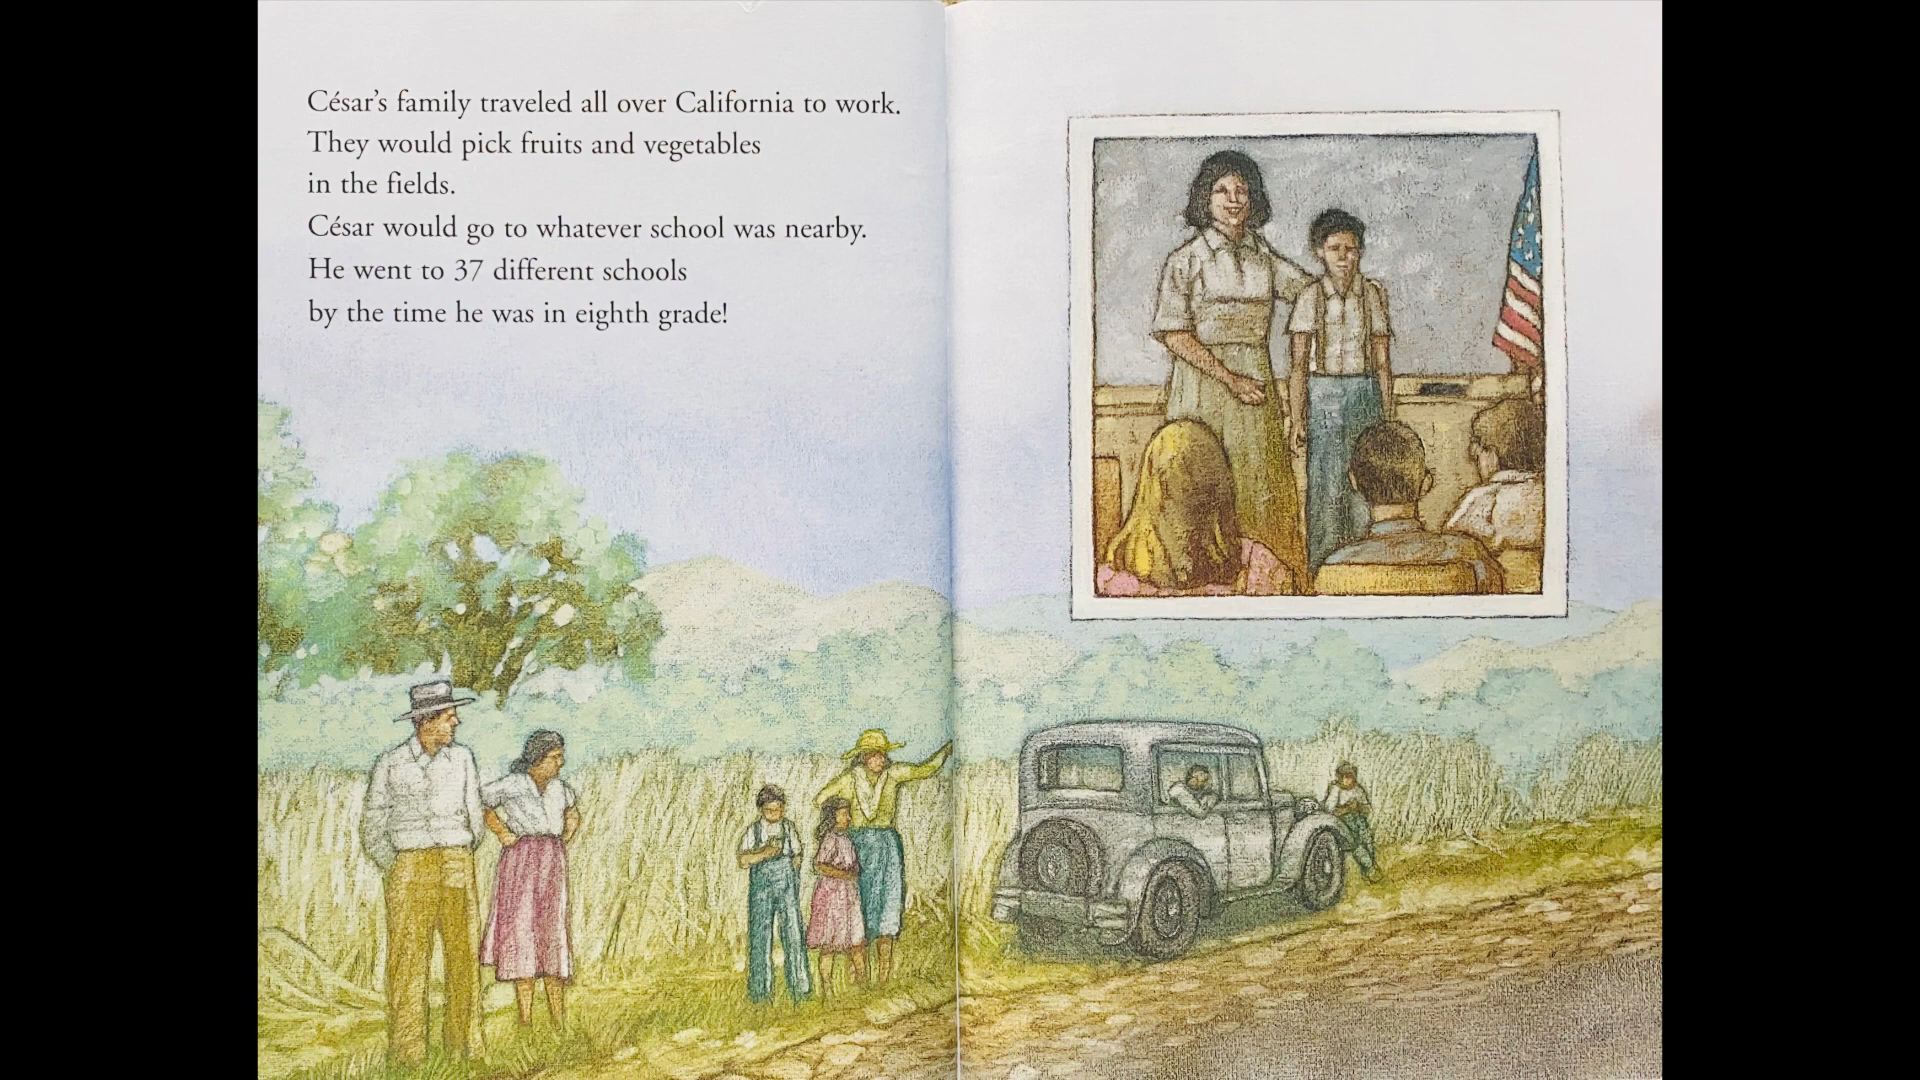 César’s family traveled all over California to work.
They would pick fruits and vegetables
in the fields.
César would go to whatever school was nearby.
He went to 37 different schools
by the time he was in eighth grade!